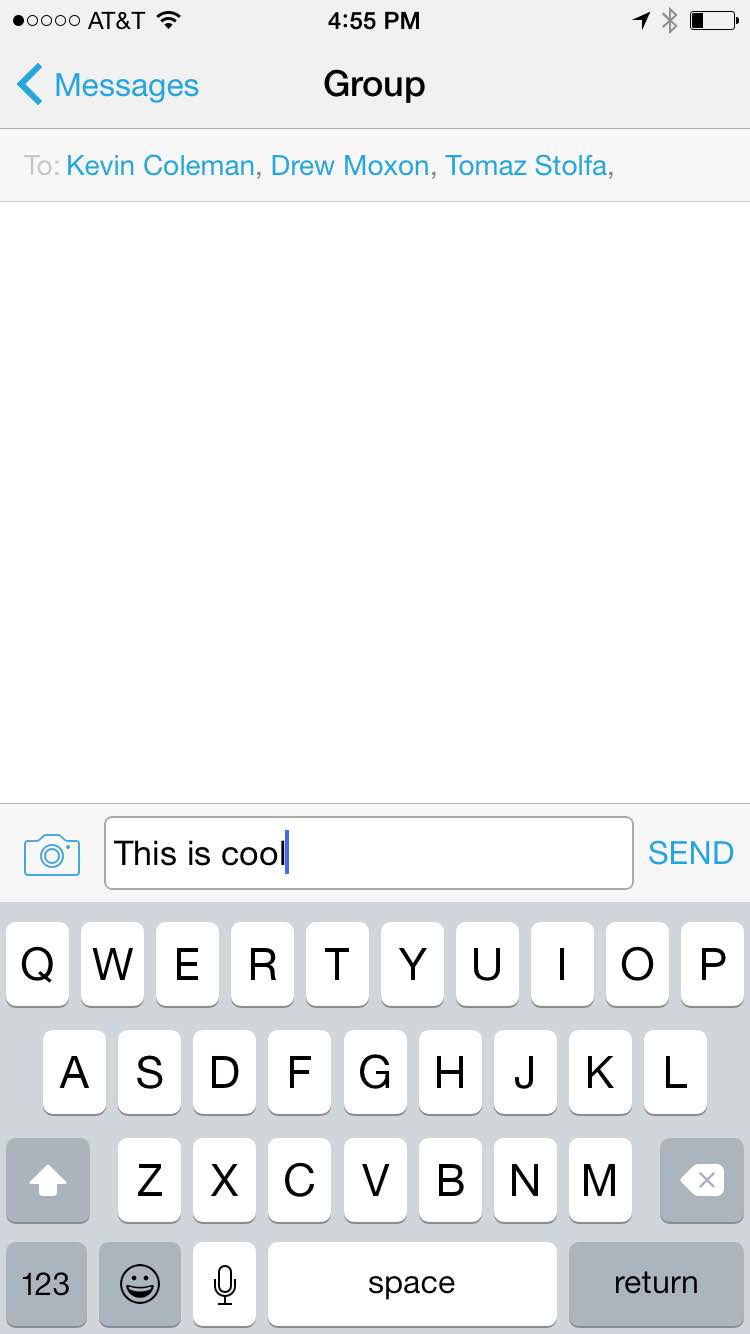 AT&T 4:55 PM
Messages Group
To: Kevin Coleman, Drew Moxon, Tomaz Stolfa,
This is cool SEND
Q W E R T Y U I O P
A S D F G H J K L
Z X C V B N M
123 space return